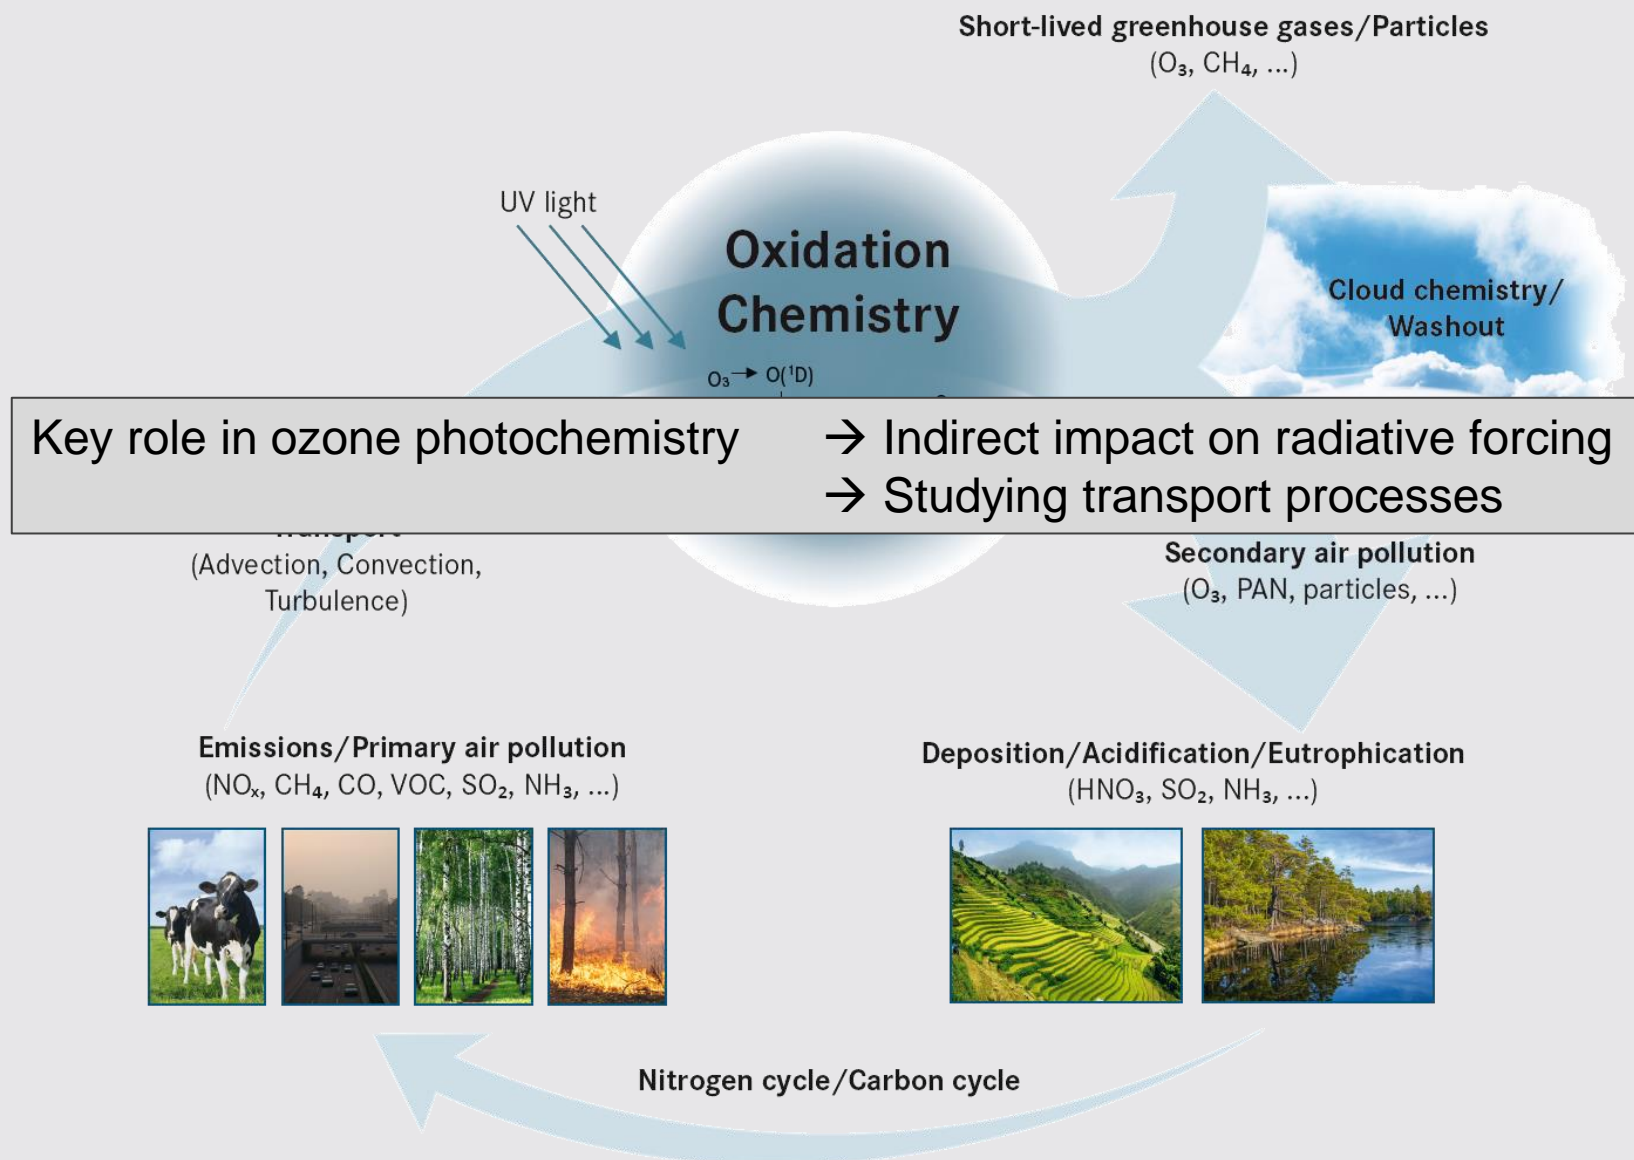 Short-lived greenhouse gases/Particles
(O₃, CH₄, ...)
UV light
Oxidation
Chemistry
Cloud chemistry/
Washout
O₃→ O(¹D)
Key role in ozone photochemistry → Indirect impact on radiative forcing
→ Studying transport processes
Transport
(Advection, Convection,
Turbulence)
Secondary air pollution
(O₃, PAN, particles, ...)
Emissions/Primary air pollution
(NOₓ, CH₄, CO, VOC, SO₂, NH₃, ...)
Deposition/Acidification/Eutrophication
(HNO₃, SO₂, NH₃, ...)
Nitrogen cycle/Carbon cycle